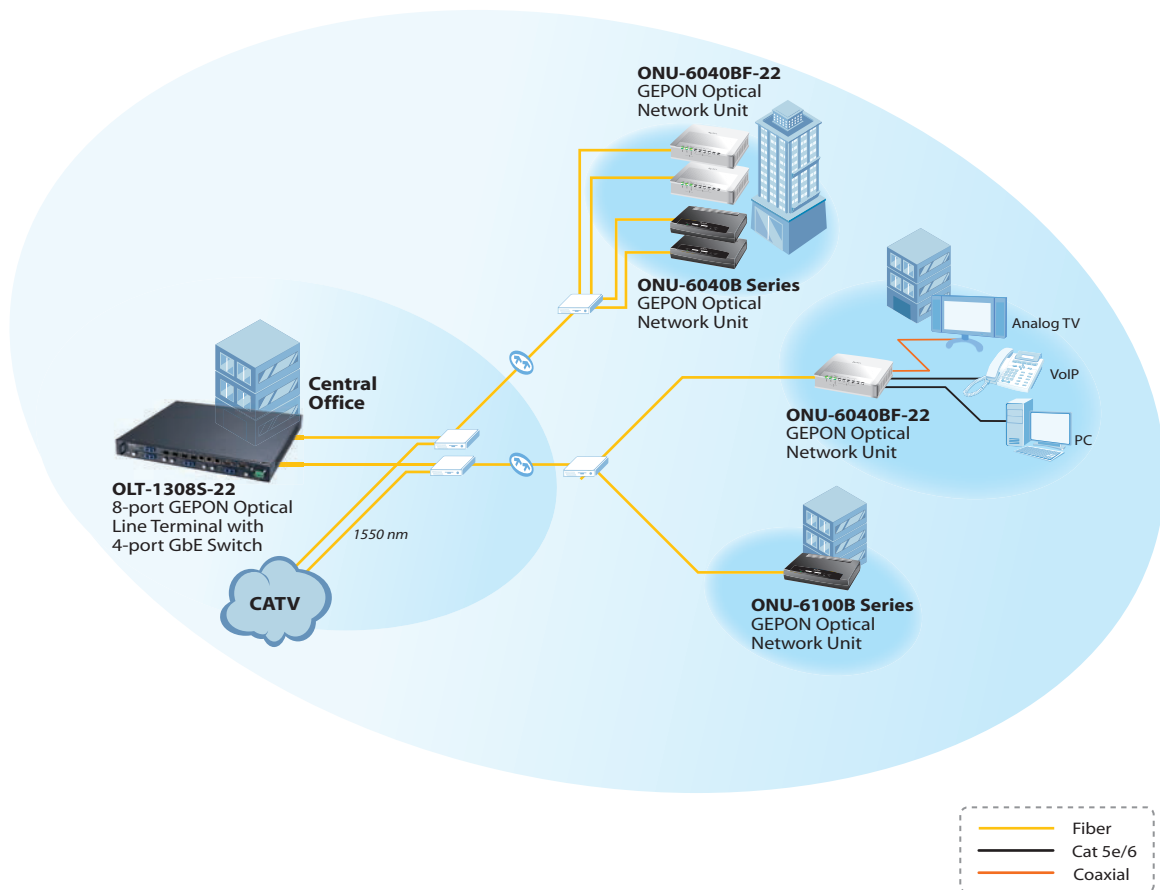 ONU-6040BF-22
GEPON Optical
Network Unit
ONU-6040B Series
GEPON Optical
Network Unit
Analog TV
VoIP
PC
ONU-6040BF-22
GEPON Optical
Network Unit
Central
Office
OLT-1308S-22
8-port GEPON Optical
Line Terminal with
4-port GbE Switch
1550 nm
CATV
ONU-6100B Series
GEPON Optical
Network Unit
Fiber
Cat 5e/6
Coaxial